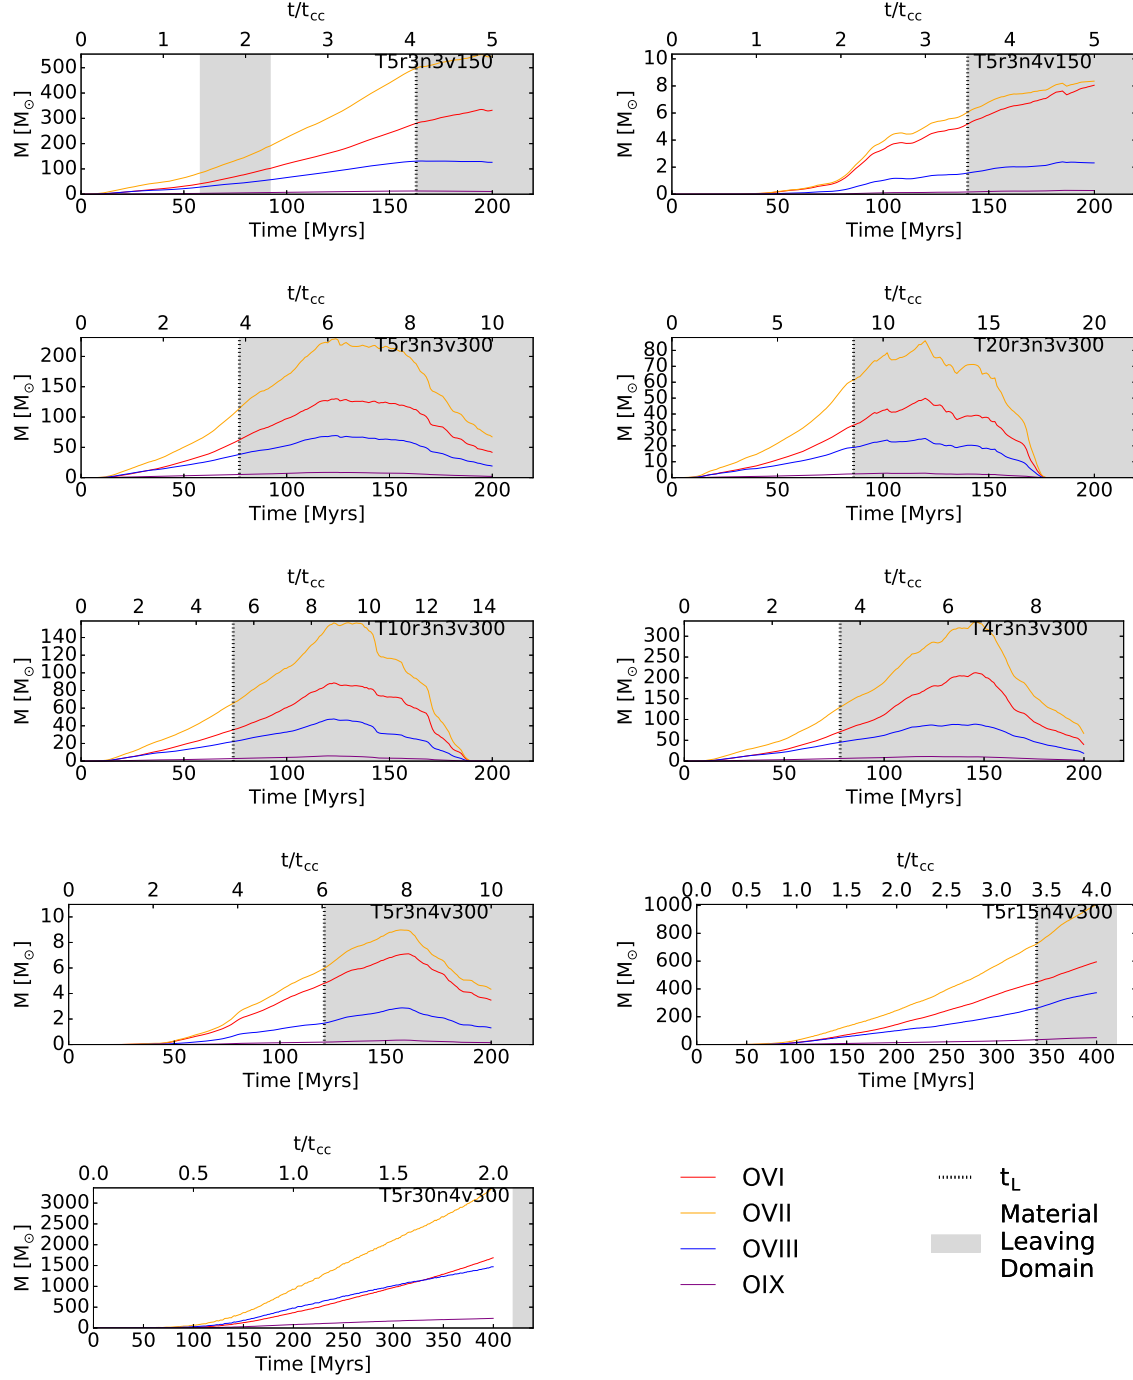 t/tcc
0 1 2 3 4 5
T5r3n3v150
M [M⊙]
500
400
300
200
100
0
0 50 100 150 200
Time [Myrs]
t/tcc
0 1 2 3 4 5
T5r3n4v150
M [M⊙]
10
8
6
4
2
0
0 50 100 150 200
Time [Myrs]
t/tcc
0 2 4 6 8 10
T5r3n3v300
M [M⊙]
200
150
100
50
0
0 50 100 150 200
Time [Myrs]
t/tcc
0 5 10 15 20
T20r3n3v300
M [M⊙]
80
70
60
50
40
30
20
10
0
0 50 100 150 200
Time [Myrs]
t/tcc
0 2 4 6 8 10 12 14
T10r3n3v300
M [M⊙]
140
120
100
80
60
40
20
0
0 50 100 150 200
Time [Myrs]
t/tcc
0 2 4 6 8
T4r3n3v300
M [M⊙]
300
250
200
150
100
50
0
0 50 100 150 200
Time [Myrs]
t/tcc
0 2 4 6 8 10
T5r3n4v300
M [M⊙]
10
8
6
4
2
0
0 50 100 150 200
Time [Myrs]
t/tcc
0.0 0.5 1.0 1.5 2.0 2.5 3.0 3.5 4.0
T5r15n4v300
M [M⊙]
1000
800
600
400
200
0
0 50 100 150 200 250 300 350 400
Time [Myrs]
t/tcc
0.0 0.5 1.0 1.5 2.0
T5r30n4v300
M [M⊙]
3000
2500
2000
1500
1000
500
0
0 50 100 150 200 250 300 350 400
Time [Myrs]
OVI
OVII
OVIII
OIX
tL
Material
Leaving
Domain